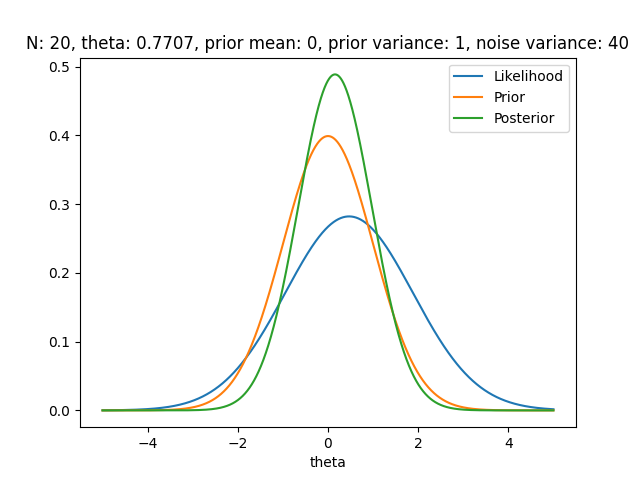 N: 20, theta: 0.7707, prior mean: 0, prior variance: 1, noise variance: 40
Likelihood
Prior
Posterior
0.5
0.4
0.3
0.2
0.1
0.0
−4 −2 0 2 4
theta